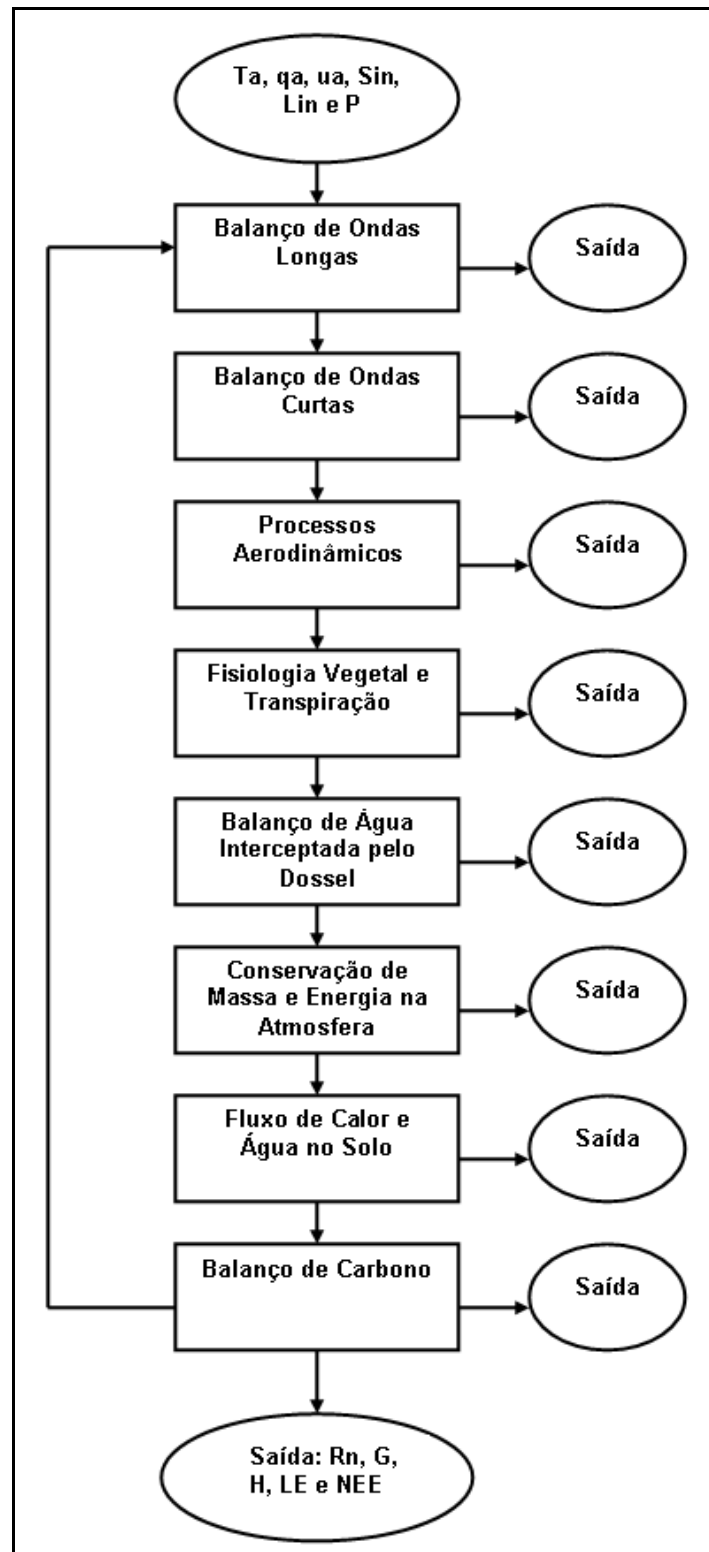 Ta, qa, ua, Sin,
Lin e P
Balanço de Ondas
Longas
Saída
Balanço de Ondas
Curtas
Saída
Processos
Aerodinâmicos
Saída
Fisiologia Vegetal e
Transpiração
Saída
Balanço de Água
Interceptada pelo
Dossel
Saída
Conservação de
Massa e Energia na
Atmosfera
Saída
Fluxo de Calor e
Água no Solo
Saída
Balanço de Carbono
Saída
Saída: Rn, G,
H, LE e NEE